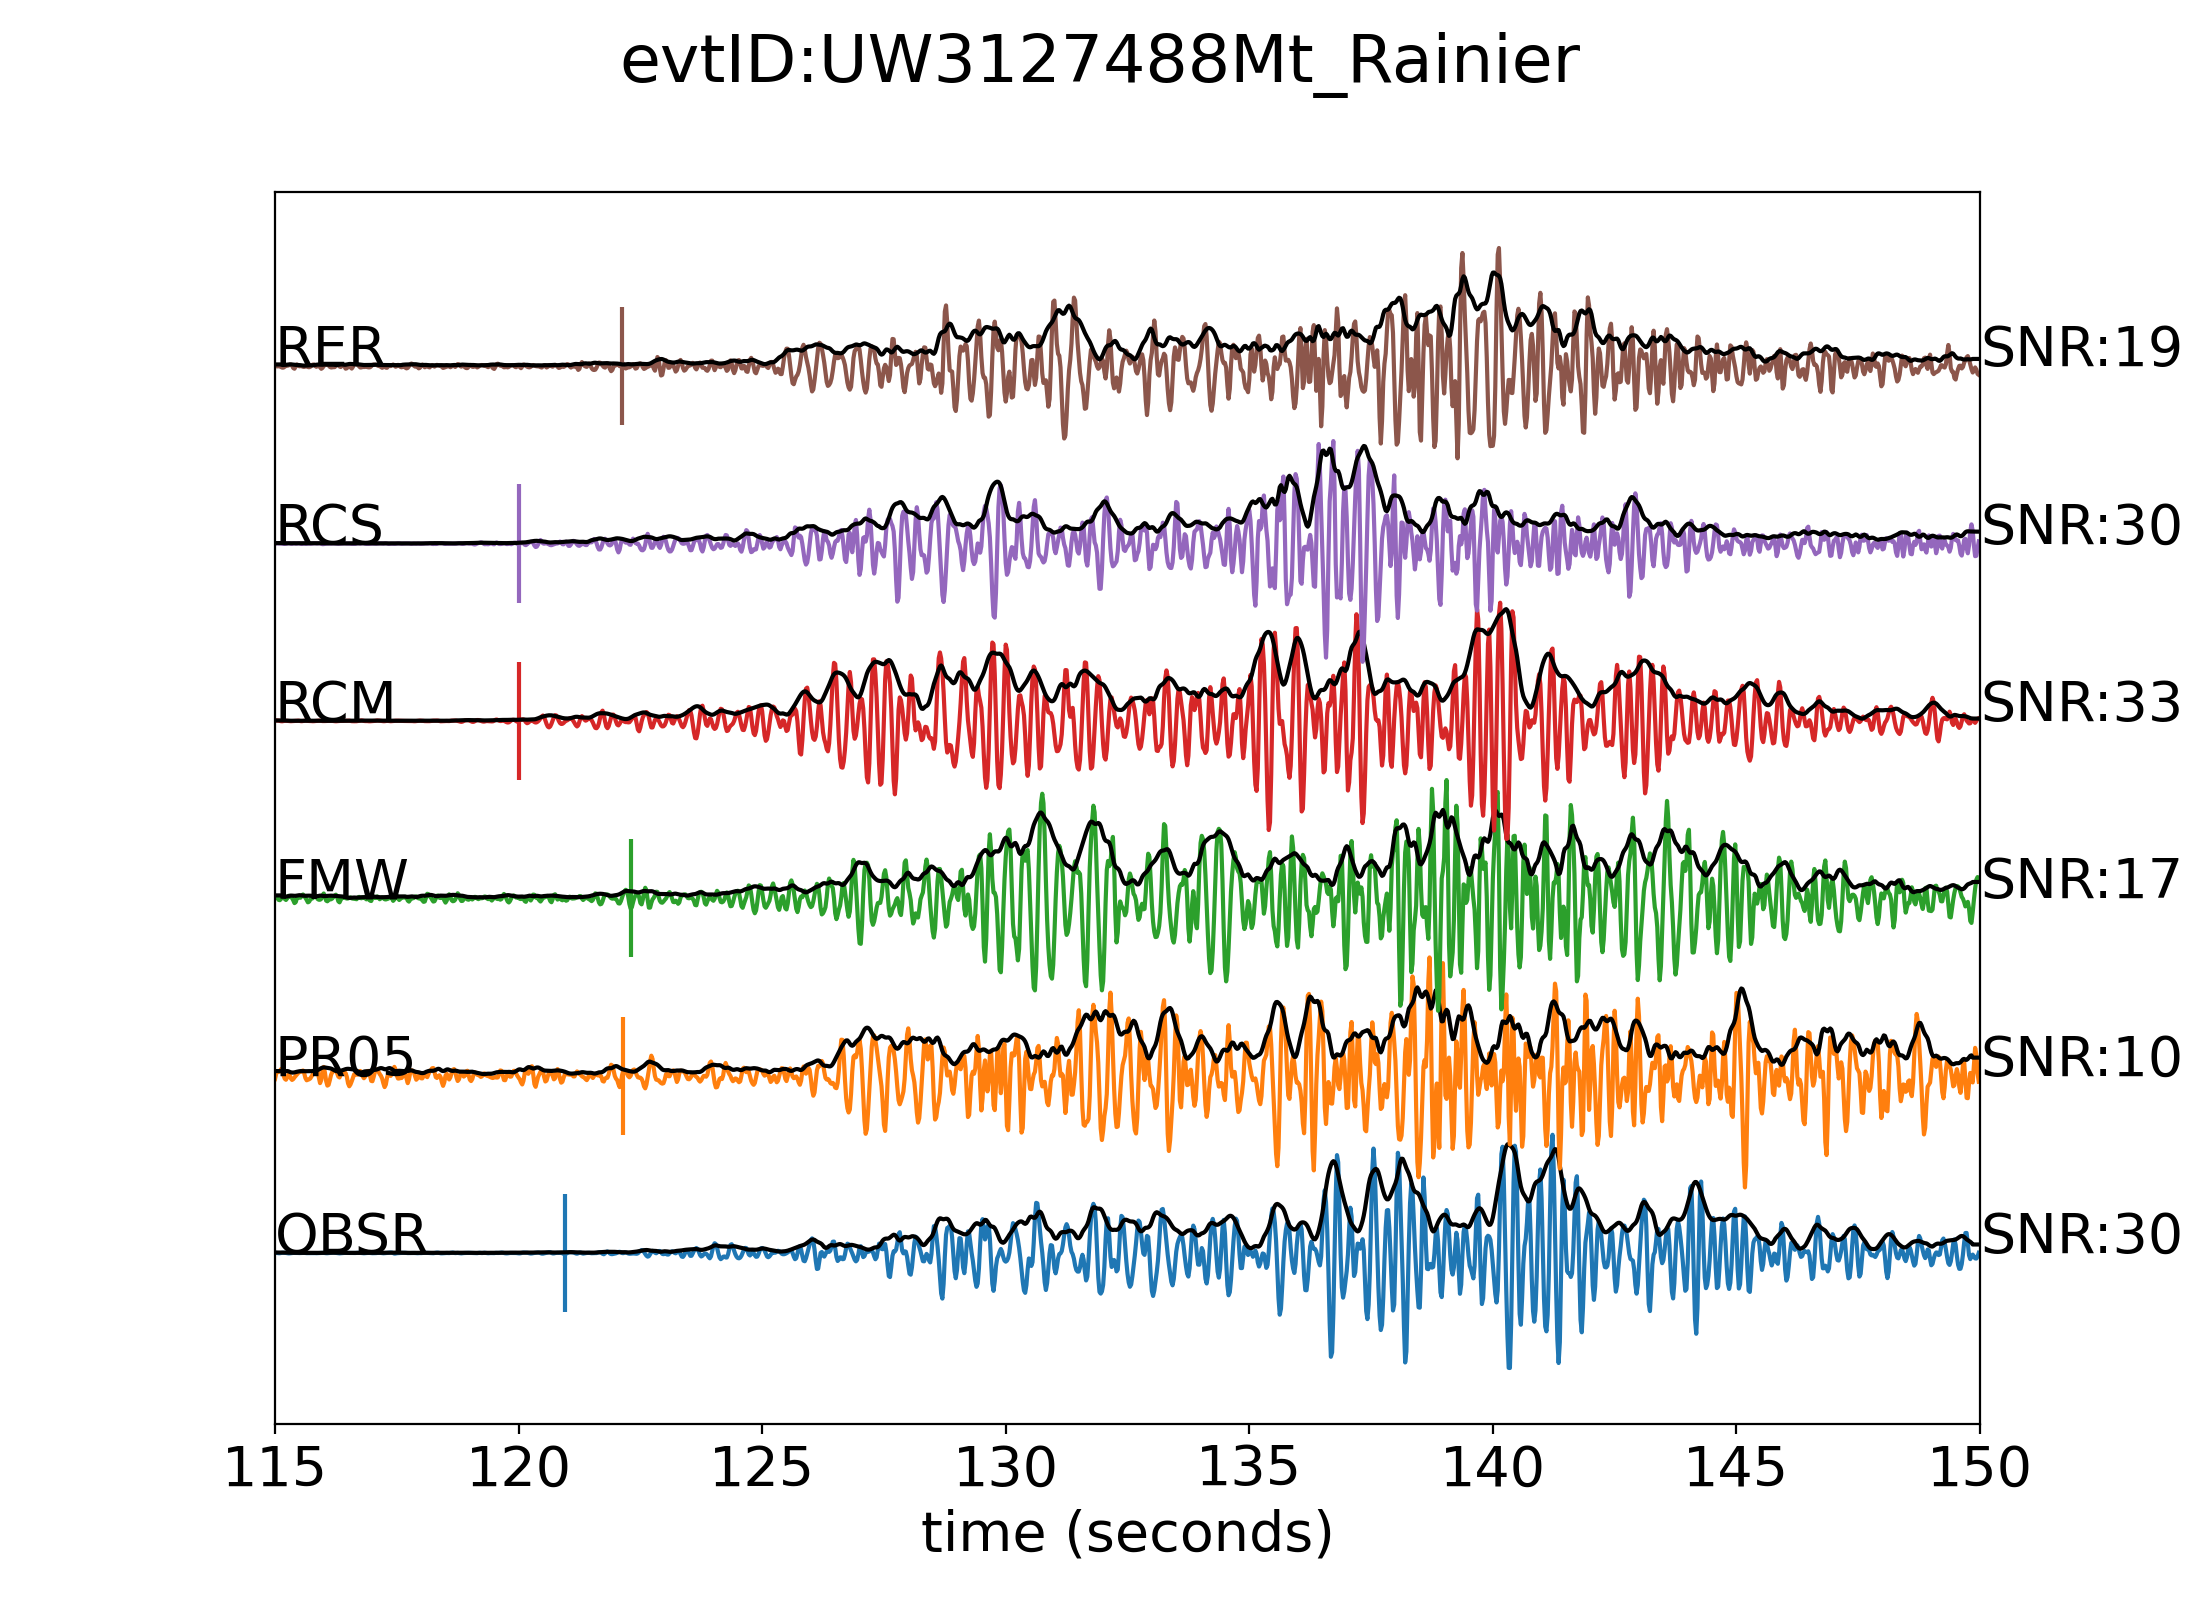 evtID:UW3127488Mt_Rainier
RER SNR:19
RCS SNR:30
RCM SNR:33
FMW SNR:17
PR05 SNR:10
OBSR SNR:30
115 120 125 130 135 140 145 150
time (seconds)